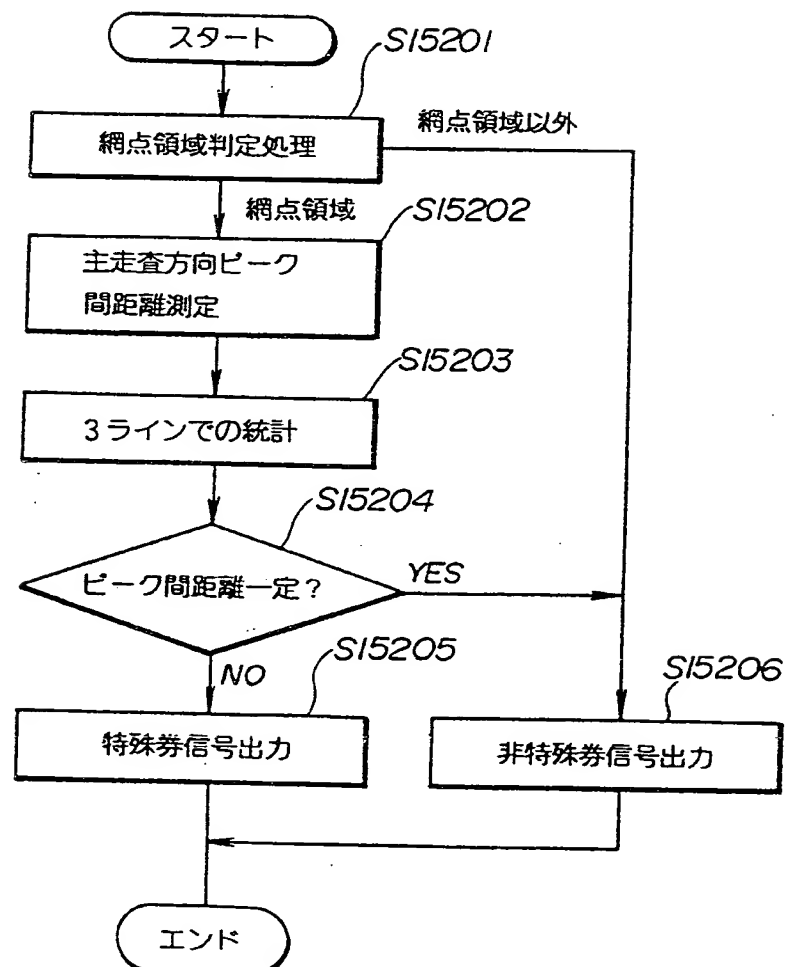 スタート
S15201
網点領域判定処理
網点領域以外
網点領域
S15202
主走査方向ピーク
間距離測定
S15203
3ラインでの統計
S15204
ピーク間距離一定?
YES
NO
S15205
S15206
特殊券信号出力
非特殊券信号出力
エンド